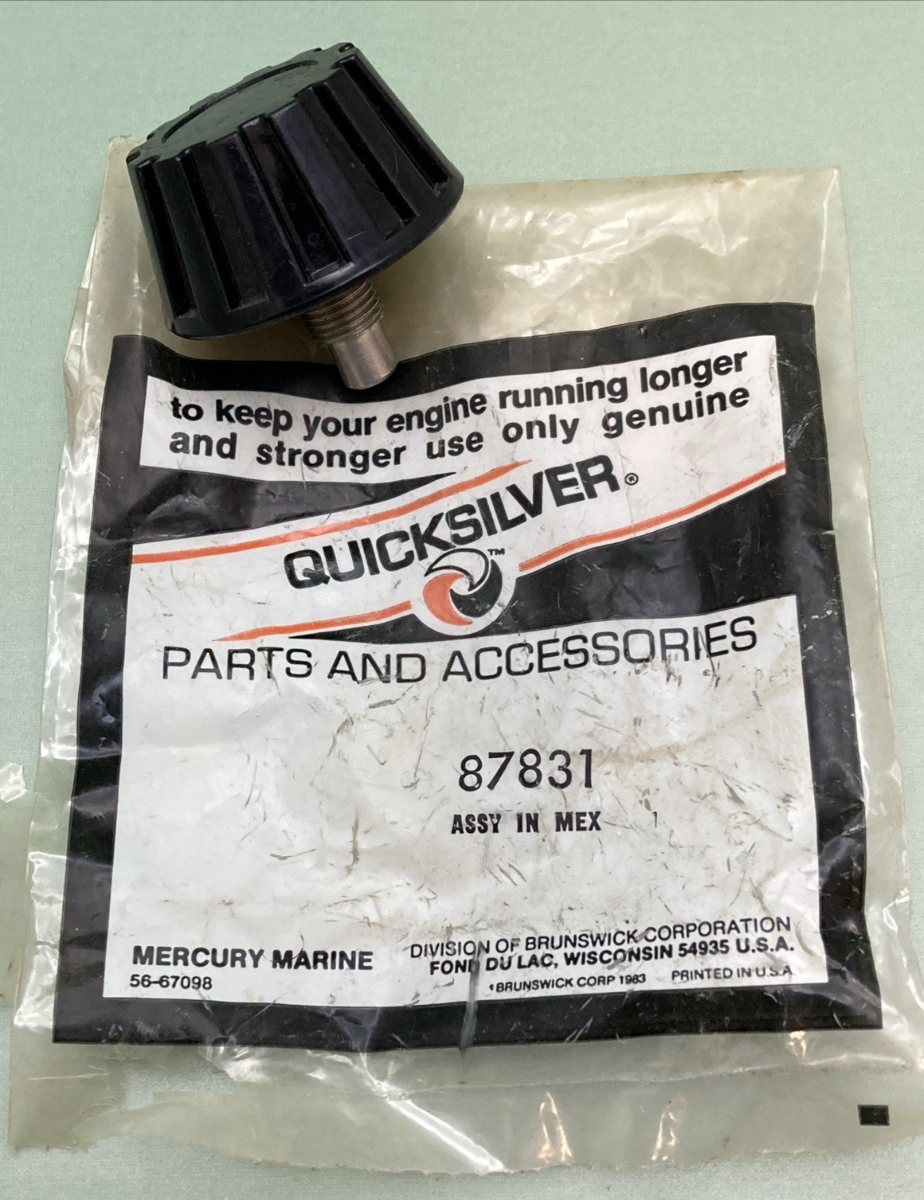 to keep your engine running longer
and stronger use only genuine
QUICKSILVER®
™
PARTS AND ACCESSORIES
87831
ASSY IN MEX
MERCURY MARINE
56-67098
DIVISION OF BRUNSWICK CORPORATION
FOND DU LAC, WISCONSIN 54935 U.S.A.
©BRUNSWICK CORP 1983 PRINTED IN U.S.A